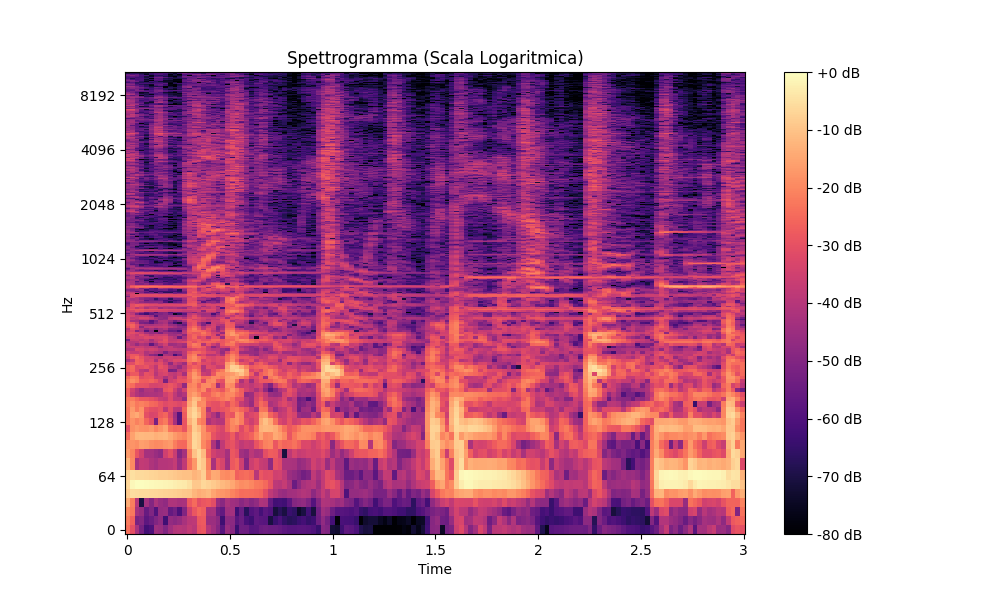 Spettrogramma (Scala Logaritmica)
8192
4096
2048
1024
512
256
128
64
0
Hz
0 0.5 1 1.5 2 2.5 3
Time
+0 dB
-10 dB
-20 dB
-30 dB
-40 dB
-50 dB
-60 dB
-70 dB
-80 dB